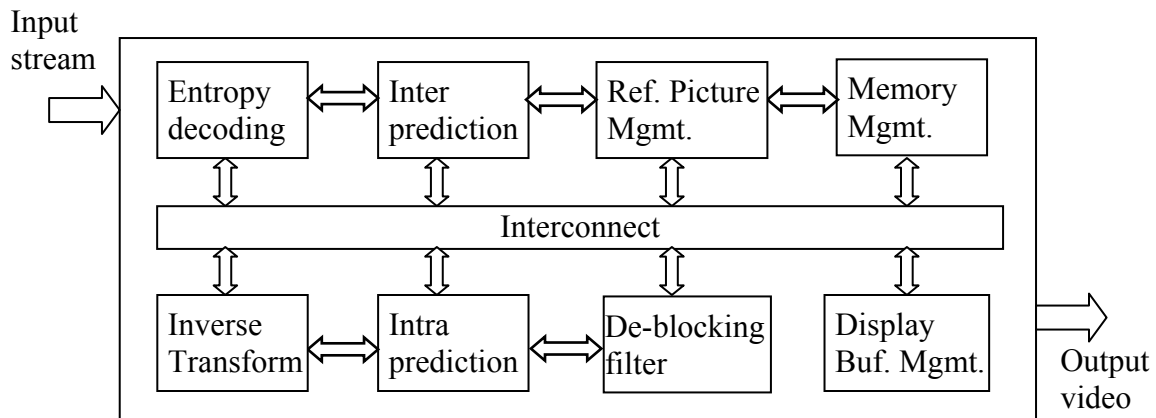 Input
stream
Entropy
decoding
Inter
prediction
Ref. Picture
Mgmt.
Memory
Mgmt.
Interconnect
Inverse
Transform
Intra
prediction
De-blocking
filter
Display
Buf. Mgmt.
Output
video